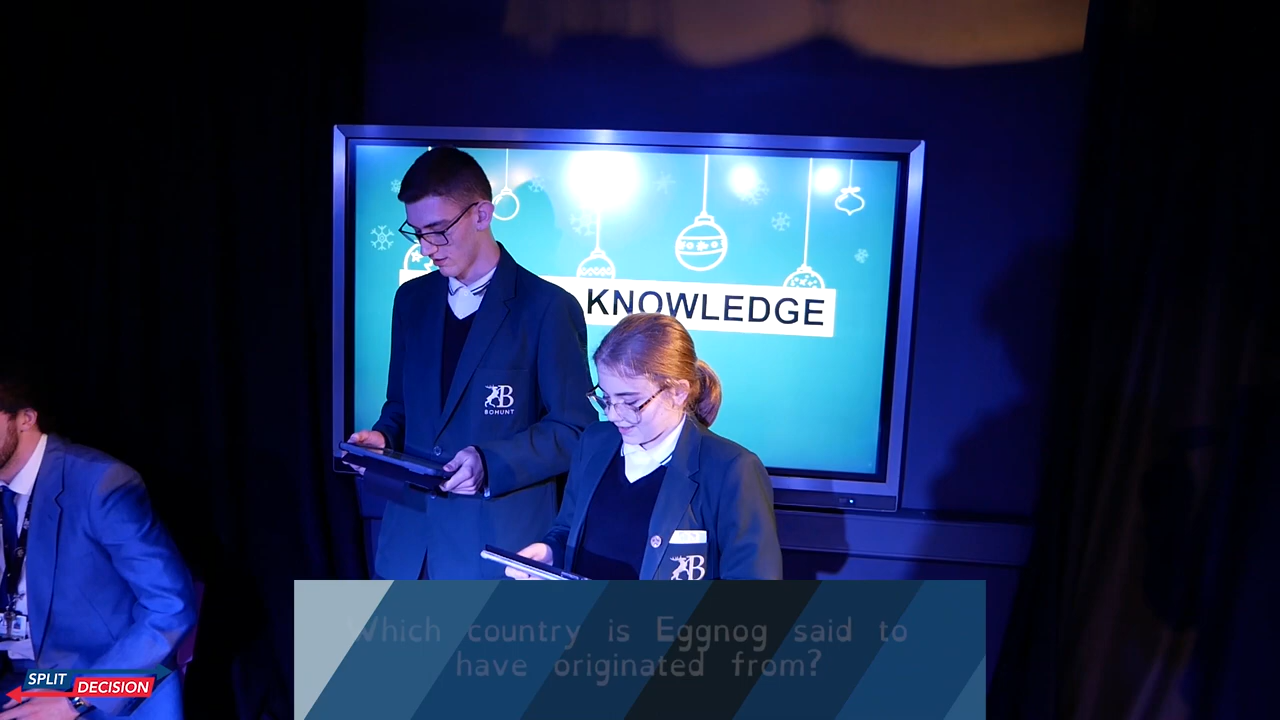 KNOWLEDGE
B
BOHUNT
B
Which country is Eggnog said to
have originated from?
SPLIT
DECISION